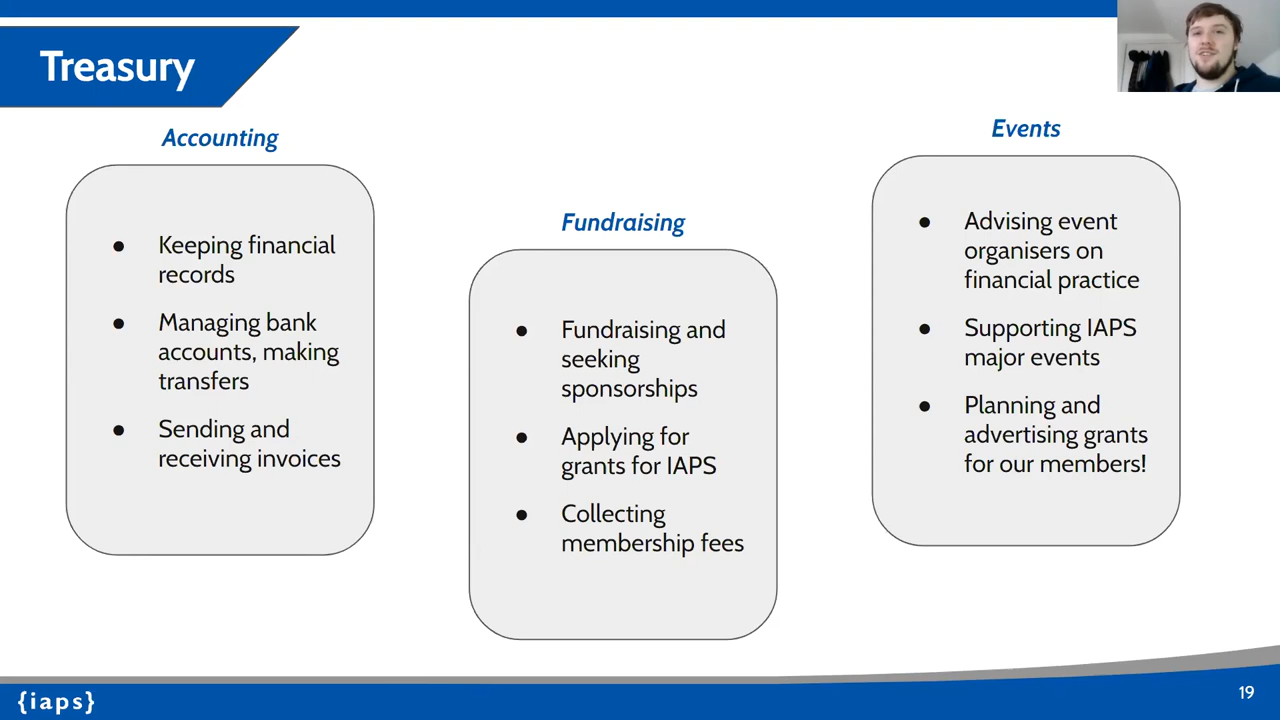 Treasury
Accounting
● Keeping financial
records
● Managing bank
accounts, making
transfers
● Sending and
receiving invoices
Fundraising
● Fundraising and
seeking
sponsorships
● Applying for
grants for IAPS
● Collecting
membership fees
Events
● Advising event
organisers on
financial practice
● Supporting IAPS
major events
● Planning and
advertising grants
for our members!
{iaps}
19